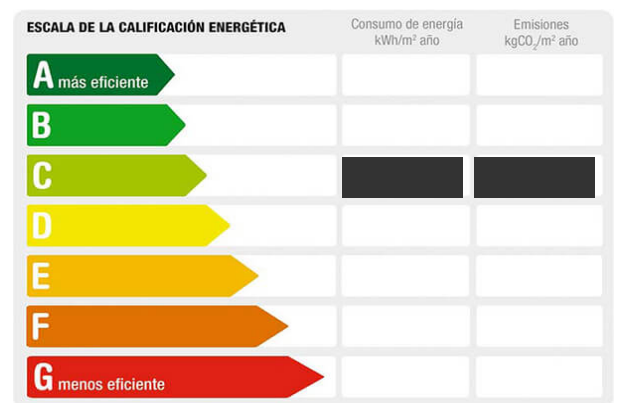 ESCALA DE LA CALIFICACIÓN ENERGÉTICA
Consumo de energía
kWh/m² año
Emisiones
kgCO₂/m² año
A más eficiente
B
C
D
E
F
G menos eficiente